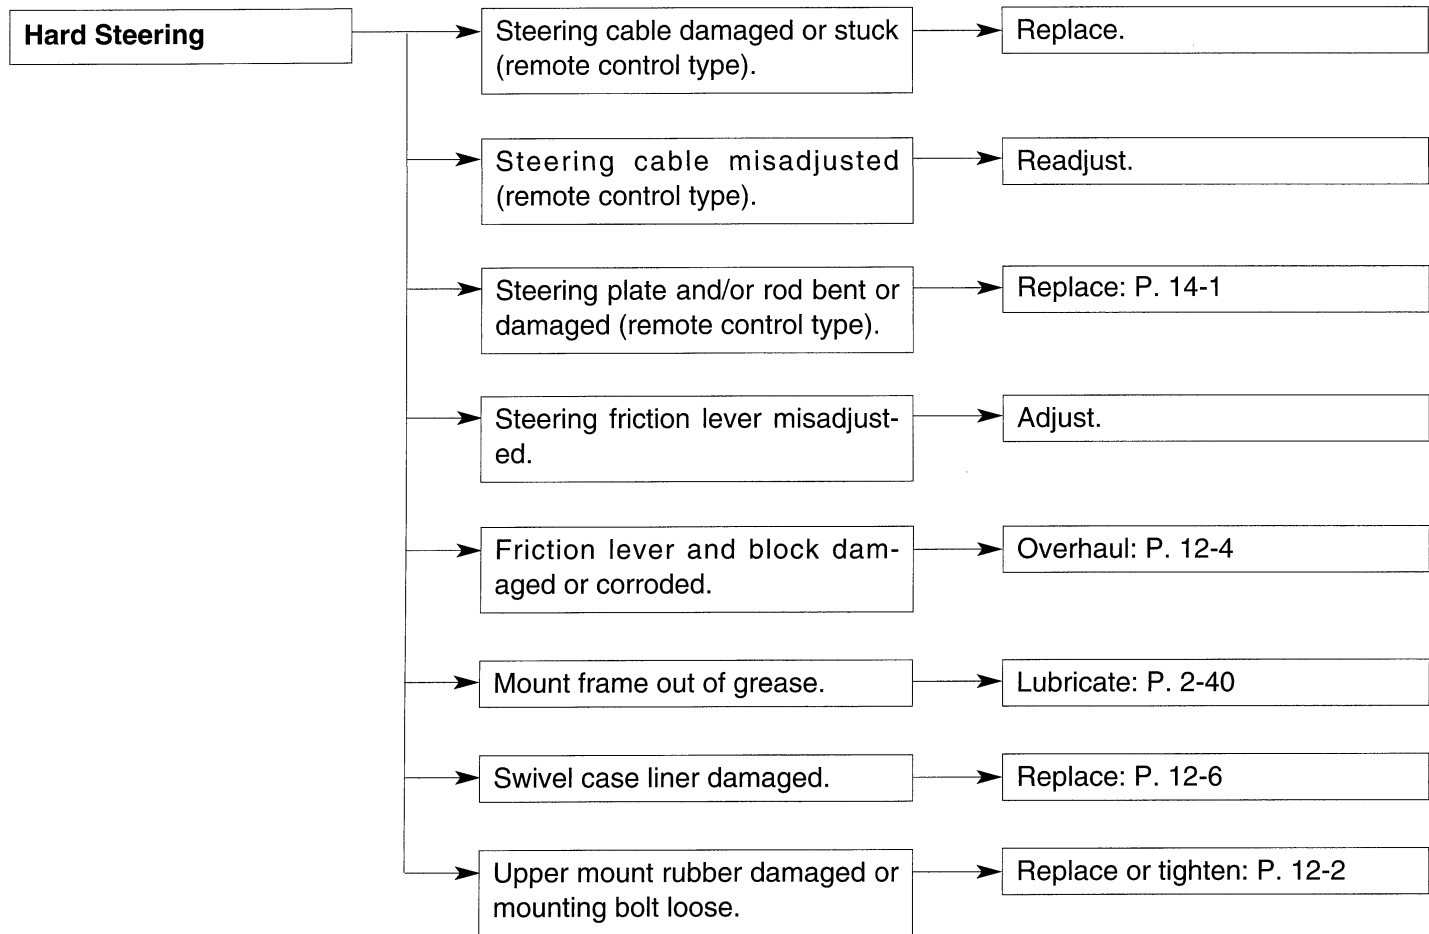 Hard Steering
Steering cable damaged or stuck
(remote control type).
Replace.
Steering cable misadjusted
(remote control type).
Readjust.
Steering plate and/or rod bent or
damaged (remote control type).
Replace: P. 14-1
Steering friction lever misadjust-
ed.
Adjust.
Friction lever and block dam-
aged or corroded.
Overhaul: P. 12-4
Mount frame out of grease.
Lubricate: P. 2-40
Swivel case liner damaged.
Replace: P. 12-6
Upper mount rubber damaged or
mounting bolt loose.
Replace or tighten: P. 12-2